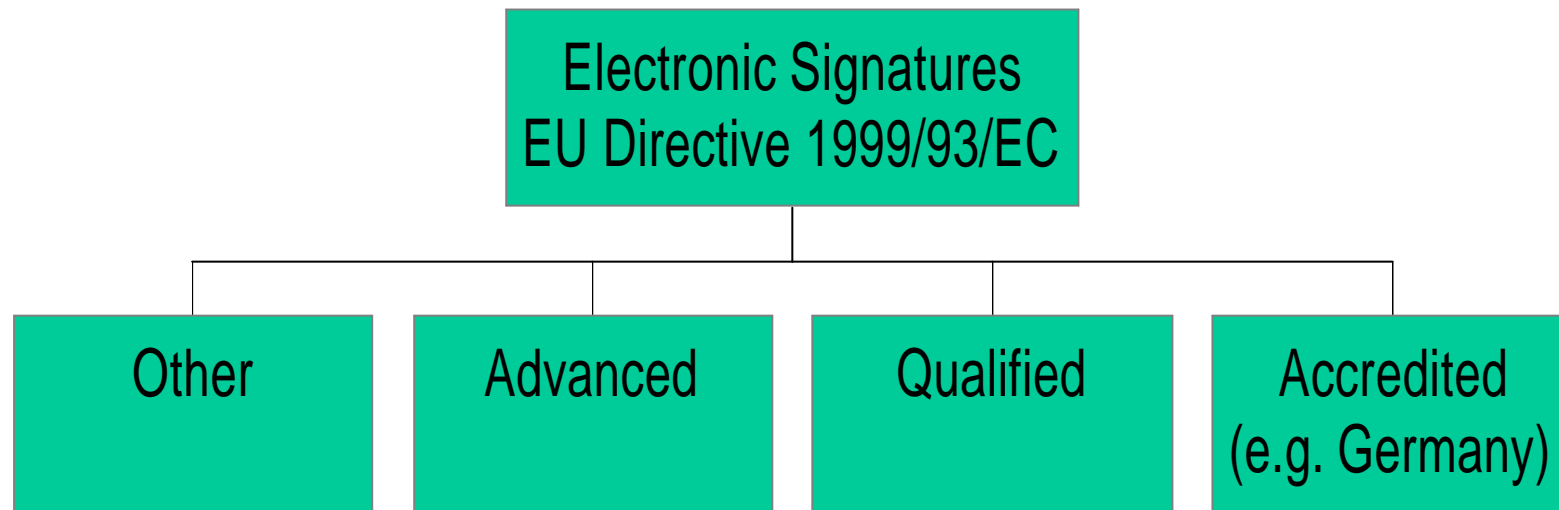 Electronic Signatures
EU Directive 1999/93/EC
Other
Advanced
Qualified
Accredited
(e.g. Germany)